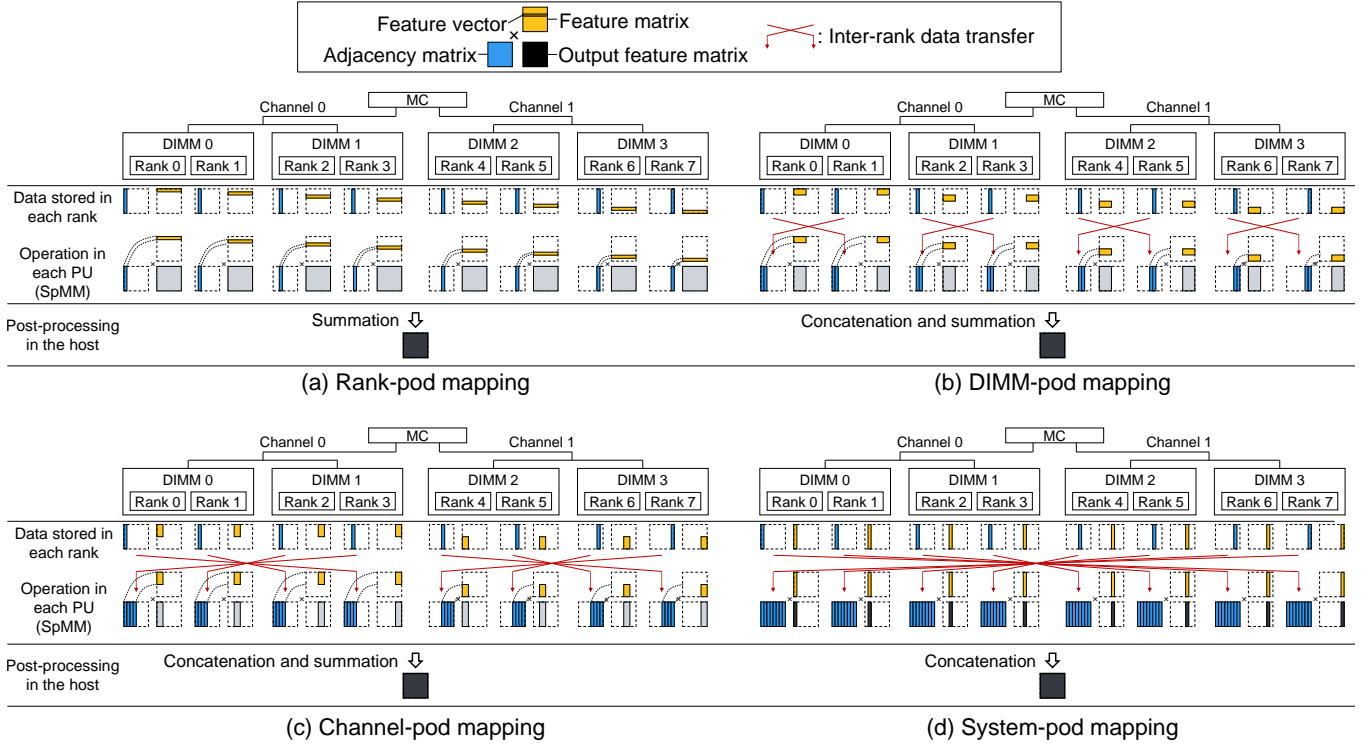 Feature vector
Feature matrix
×
Adjacency matrix
Output feature matrix
: Inter-rank data transfer
MC
Channel 0
Channel 1
DIMM 0
DIMM 1
DIMM 2
DIMM 3
Rank 0
Rank 1
Rank 2
Rank 3
Rank 4
Rank 5
Rank 6
Rank 7
Data stored in
each rank
Operation in
each PU
(SpMM)
× × × × × × × ×
Post-processing
in the host
Summation
(a) Rank-pod mapping
MC
Channel 0
Channel 1
DIMM 0
DIMM 1
DIMM 2
DIMM 3
Rank 0
Rank 1
Rank 2
Rank 3
Rank 4
Rank 5
Rank 6
Rank 7
× × × × × × × ×
Concatenation and summation
(b) DIMM-pod mapping
MC
Channel 0
Channel 1
DIMM 0
DIMM 1
DIMM 2
DIMM 3
Rank 0
Rank 1
Rank 2
Rank 3
Rank 4
Rank 5
Rank 6
Rank 7
Data stored in
each rank
Operation in
each PU
(SpMM)
× × × × × × × ×
Post-processing
in the host
Concatenation and summation
(c) Channel-pod mapping
MC
Channel 0
Channel 1
DIMM 0
DIMM 1
DIMM 2
DIMM 3
Rank 0
Rank 1
Rank 2
Rank 3
Rank 4
Rank 5
Rank 6
Rank 7
× × × × × × × ×
Concatenation
(d) System-pod mapping